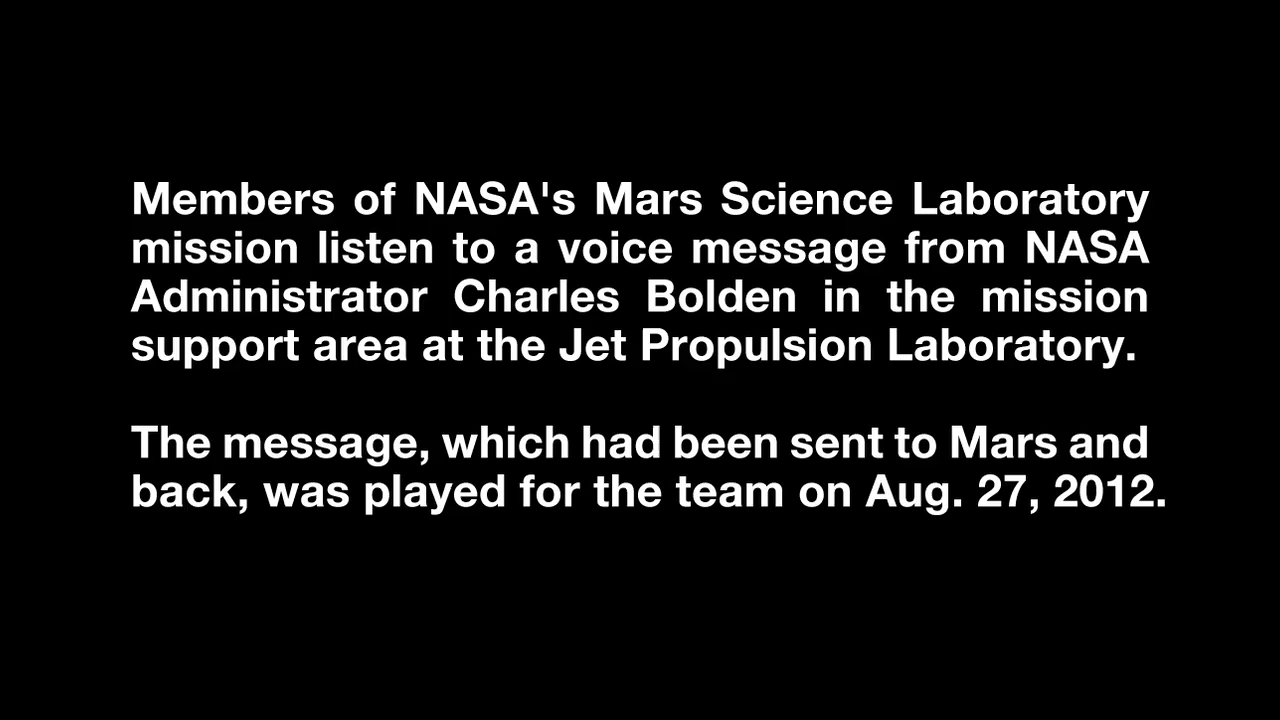 Members of NASA's Mars Science Laboratory
mission listen to a voice message from NASA
Administrator Charles Bolden in the mission
support area at the Jet Propulsion Laboratory.
The message, which had been sent to Mars and
back, was played for the team on Aug. 27, 2012.